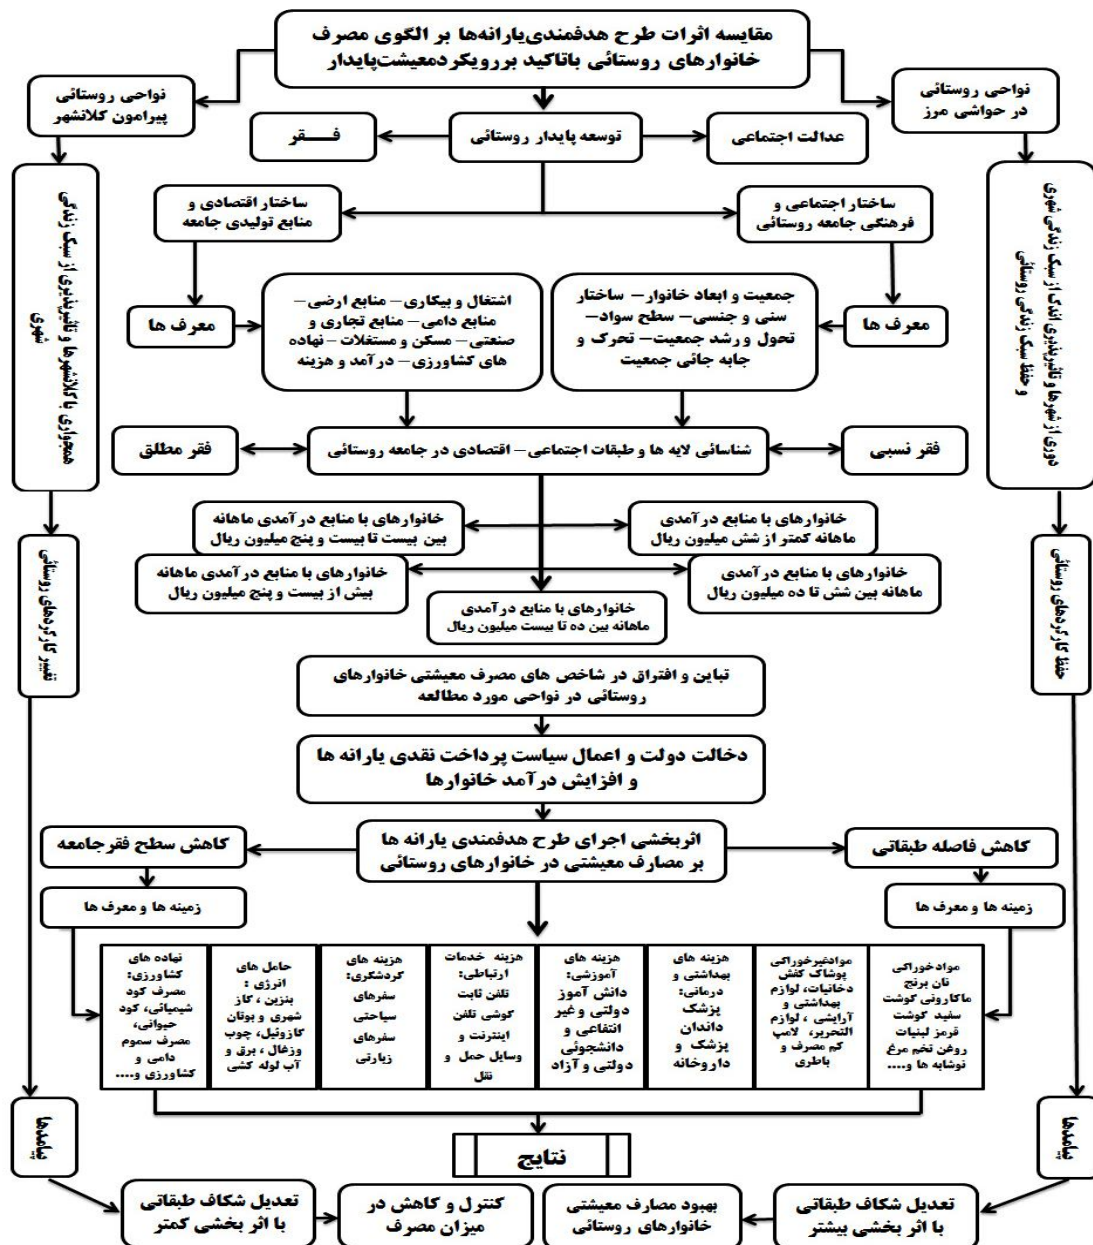 مقایسه اثرات طرح هدفمندی‌یارانه‌ها بر الگوی مصرف
خانوارهای روستائی باتاکید بررویکردمعیشت‌پایدار
نواحی روستائی
در حواشی مرز
نواحی روستائی
پیرامون کلانشهر
عدالت اجتماعی
توسعه پایدار روستائی
فـــــقر
دوری از شهرها و تاثیرپذیری اندک از سبک زندگی شهری
و حفظ سبک زندگی روستائی
همجواری با کلانشهرها و تاثیرپذیری از سبک زندگی
شهری
ساختار اجتماعی و
فرهنگی جامعه روستائی
ساختار اقتصادی و
منابع تولیدی جامعه
معرف ها
جمعیت و ابعاد خانوار– ساختار
سنی و جنسی– سطح سواد–
تحول و رشد جمعیت– تحرک و
جابه جائی جمعیت
اشتغال و بیکاری– منابع ارضی–
منابع دامی– منابع تجاری و
صنعتی– مسکن و مستغلات–نهاده
های کشاورزی– درآمد و هزینه
معرف ها
فقر نسبی
شناسائی لایه ها و طبقات اجتماعی– اقتصادی در جامعه روستائی
فقر مطلق
خانوارهای با منابع درآمدی
ماهانه کمتر از شش میلیون ریال
خانوارهای با منابع درآمدی ماهانه
بین بیست تا بیست و پنج میلیون ریال
خانوارهای با منابع درآمدی
ماهانه بین شش تا ده میلیون ریال
خانوارهای با منابع درآمدی ماهانه
بیش از بیست و پنج میلیون ریال
خانوارهای با منابع درآمدی
ماهانه بین ده تا بیست میلیون ریال
حفظ کارکردهای روستائی
تغییر کارکردهای روستائی
تباین و افتراق در شاخص های مصرف معیشتی خانوارهای
روستائی در نواحی مورد مطالعه
دخالت دولت و اعمال سیاست پرداخت نقدی یارانه ها
و افزایش درآمد خانوارها
کاهش فاصله طبقاتی
اثربخشی اجرای طرح هدفمندی یارانه ها
بر مصارف معیشتی در خانوارهای روستائی
کاهش سطح فقرجامعه
زمینه ها و معرف ها
زمینه ها و معرف ها
موادخوراکی
نان برنج
ماکارونی گوشت
سفید گوشت
قرمز لبنیات
روغن تخم مرغ
نوشابه ها و....
موادغیرخوراکی
پوشاک کفش
دخانیات، لوازم
بهداشتی و
آرایشی ، لوازم
التحریر، لامپ
کم مصرف و
باطری
هزینه های
بهداشتی و
درمانی:
پزشک
داندان
پزشک و
داروخانه
هزینه های
آموزشی:
دانش آموز
دولتی و غیر
انتفاعی و
دانشجوئی
دولتی و آزاد
هزینه خدمات
ارتباطی:
تلفن ثابت
گوشی تلفن
اینترنت و
وسایل حمل و
نقل
هزینه های
گردشگری:
سفرهای
سیاحتی
سفرهای
زیارتی
حامل های
انرژی :
بنزین ، گاز
شهری و بوتان
گازوئیل، چوب
وزغال ، برق و
آب لوله کشی
نهاده های
کشاورزی:
مصرف کود
شیمیائی، کود
حیوانی،
مصرف سموم
دامی و
کشاورزی و....
پیامدها
پیامدها
نتایج
تعدیل شکاف طبقاتی
با اثر بخشی بیشتر
بهبود مصارف معیشتی
خانوارهای روستائی
کنترل و کاهش در
میزان مصرف
تعدیل شکاف طبقاتی
با اثر بخشی کمتر